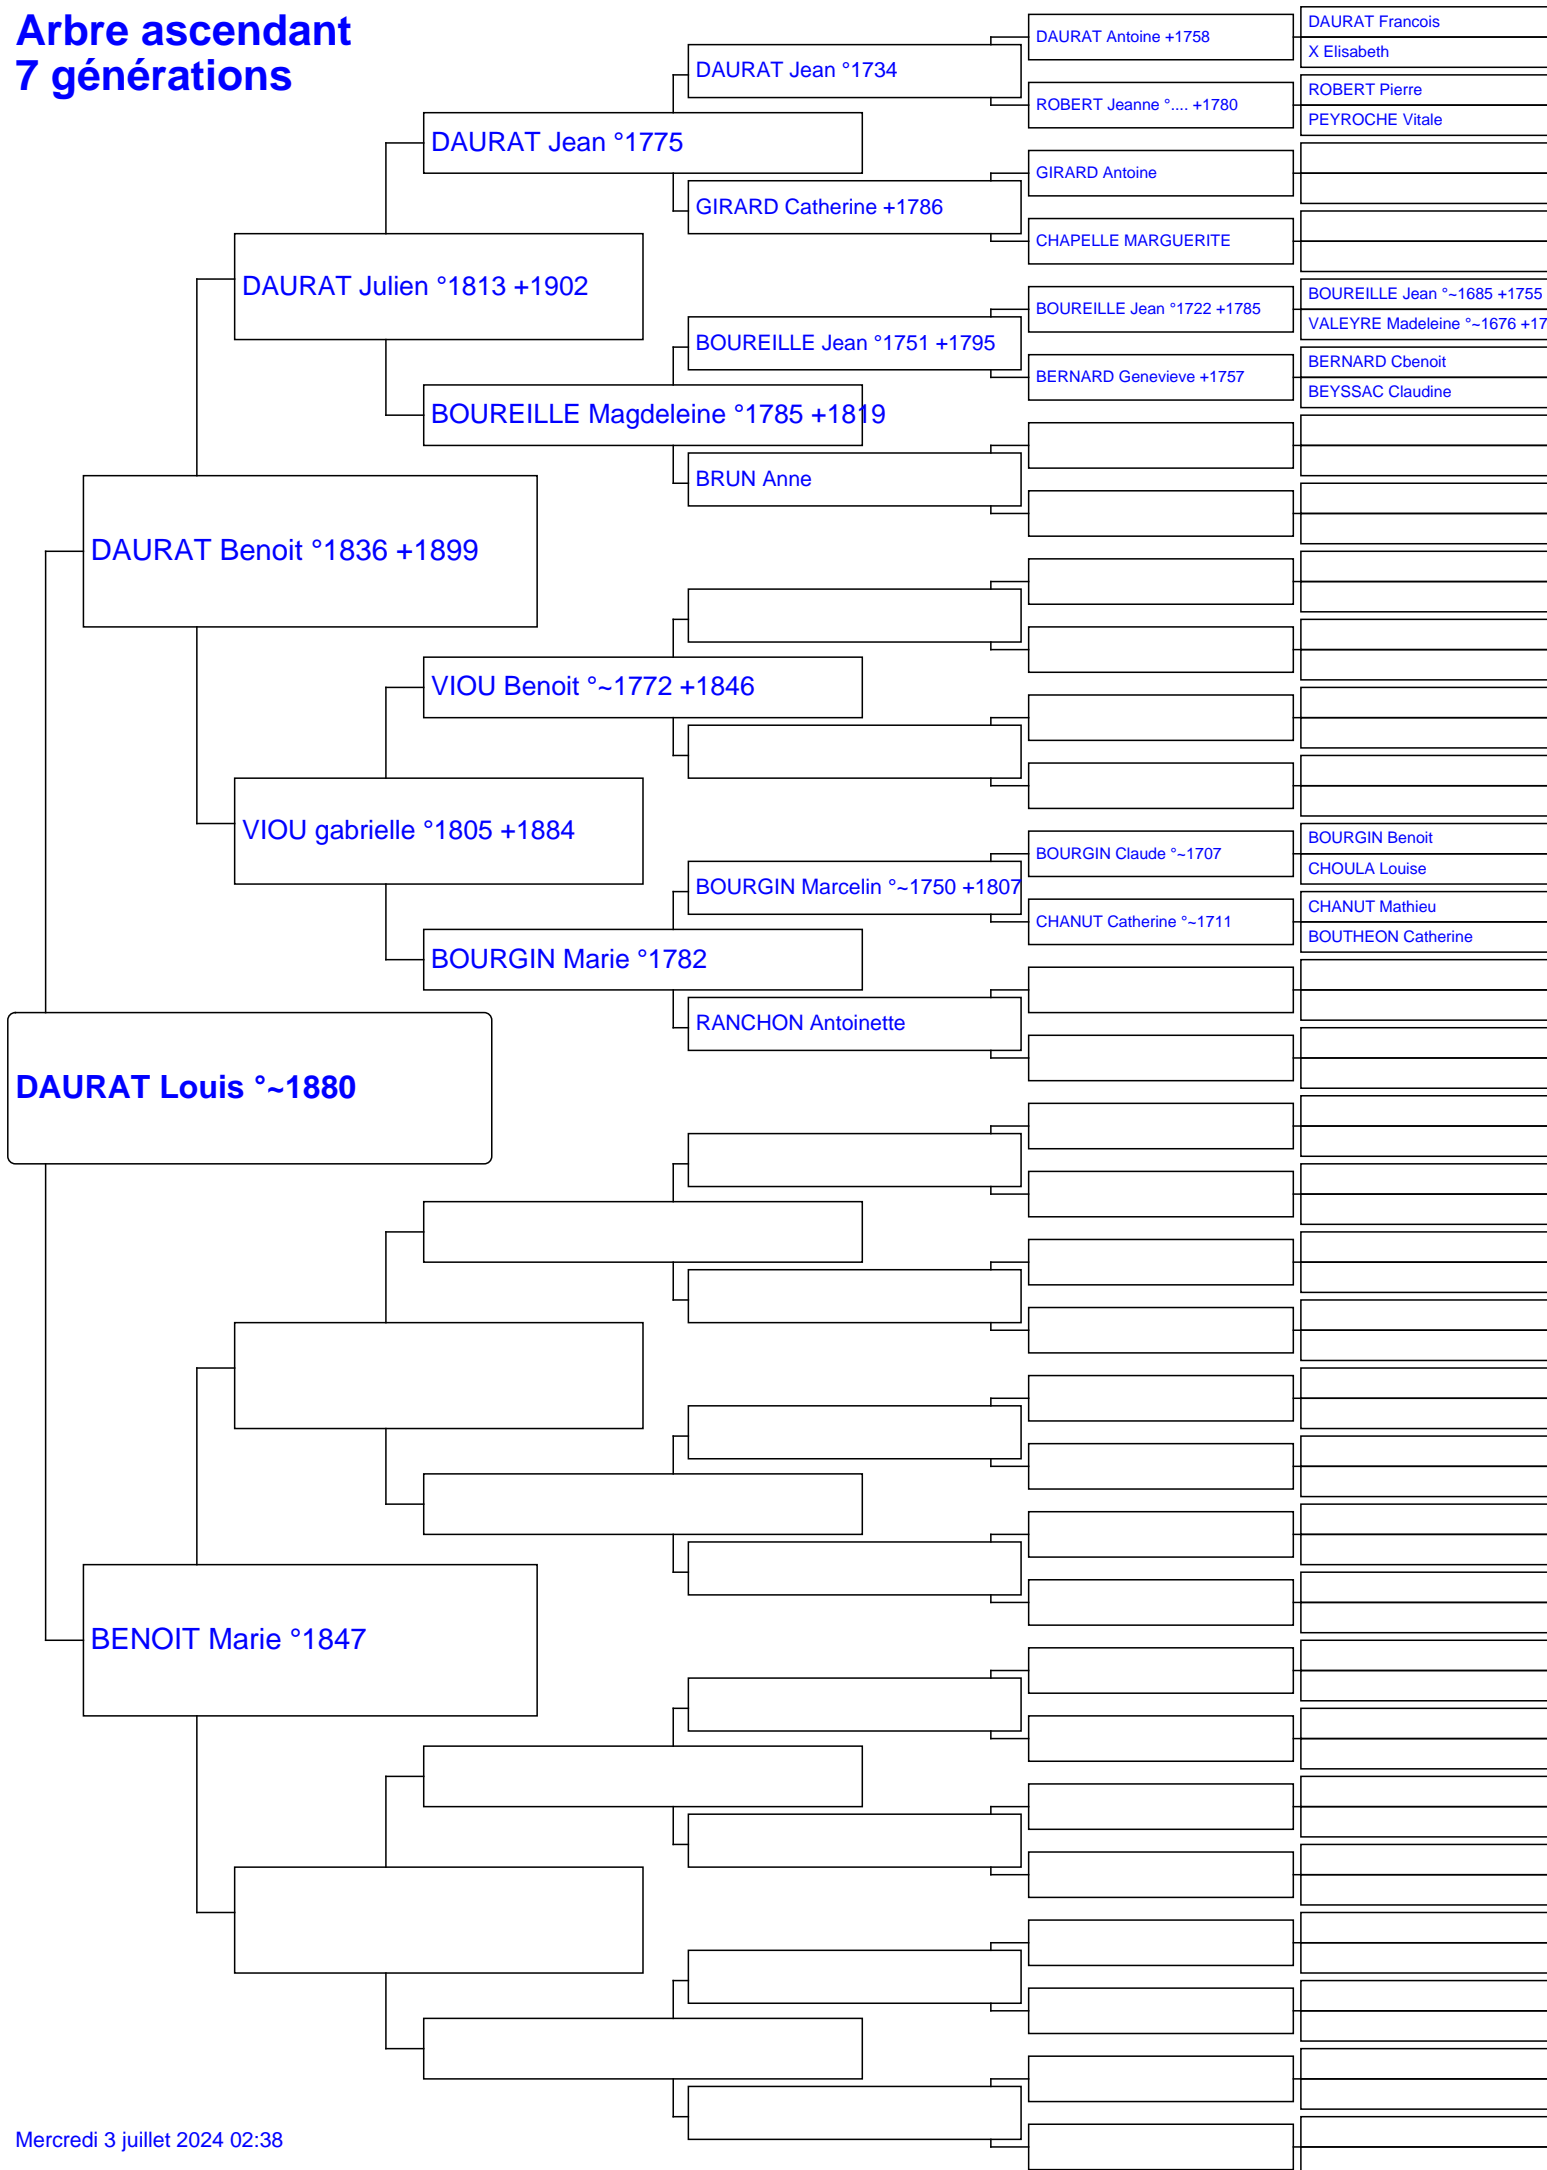 Arbre ascendant
7 générations
DAURAT Louis °~1880
DAURAT Benoit °1836 +1899
BENOIT Marie °1847
DAURAT Julien °1813 +1902
VIOU gabrielle °1805 +1884
DAURAT Jean °1775
BOUREILLE Magdeleine °1785 +1819
VIOU Benoit °~1772 +1846
BOURGIN Marie °1782
DAURAT Jean °1734
GIRARD Catherine +1786
BOUREILLE Jean °1751 +1795
BRUN Anne
BOURGIN Marcelin °~1750 +1807
RANCHON Antoinette
DAURAT Antoine +1758
ROBERT Jeanne °.... +1780
GIRARD Antoine
CHAPELLE MARGUERITE
BOUREILLE Jean °1722 +1785
BERNARD Genevieve +1757
BOURGIN Claude °~1707
CHANUT Catherine °~1711
DAURAT Francois
X Elisabeth
ROBERT Pierre
PEYROCHE Vitale
BOUREILLE Jean °~1685 +1755
VALEYRE Madeleine °~1676 +17
BERNARD Cbenoit
BEYSSAC Claudine
BOURGIN Benoit
CHOULA Louise
CHANUT Mathieu
BOUTHEON Catherine
Mercredi 3 juillet 2024 02:38